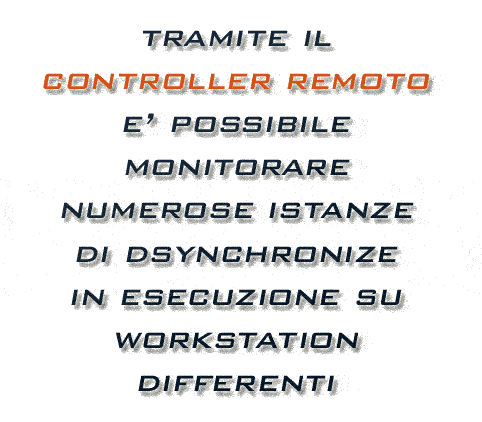 TRAMITE IL
CONTROLLER REMOTO
E' POSSIBILE
MONITORARE
NUMEROSE ISTANZE
DI DSYNCHRONIZE
IN ESECUZIONE SU
WORKSTATION
DIFFERENTI